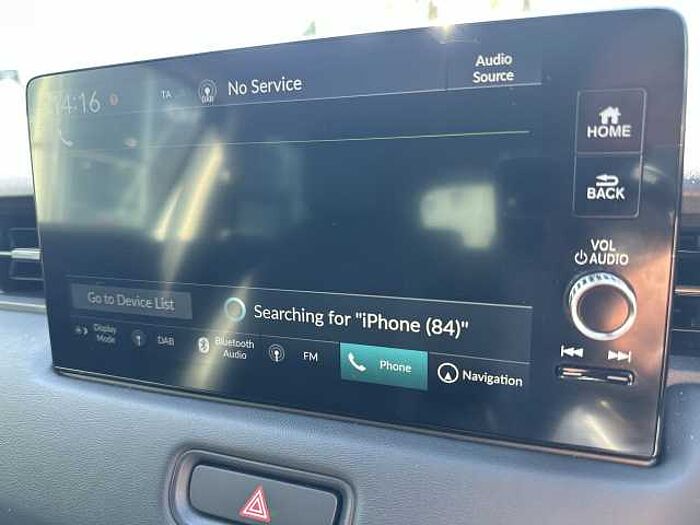 14:16
TA
DAB
No Service
Audio
Source
HOME
BACK
VOL
AUDIO
Go to Device List
Searching for "iPhone (84)"
Display
Mode
DAB
Bluetooth
Audio
FM
Phone
Navigation